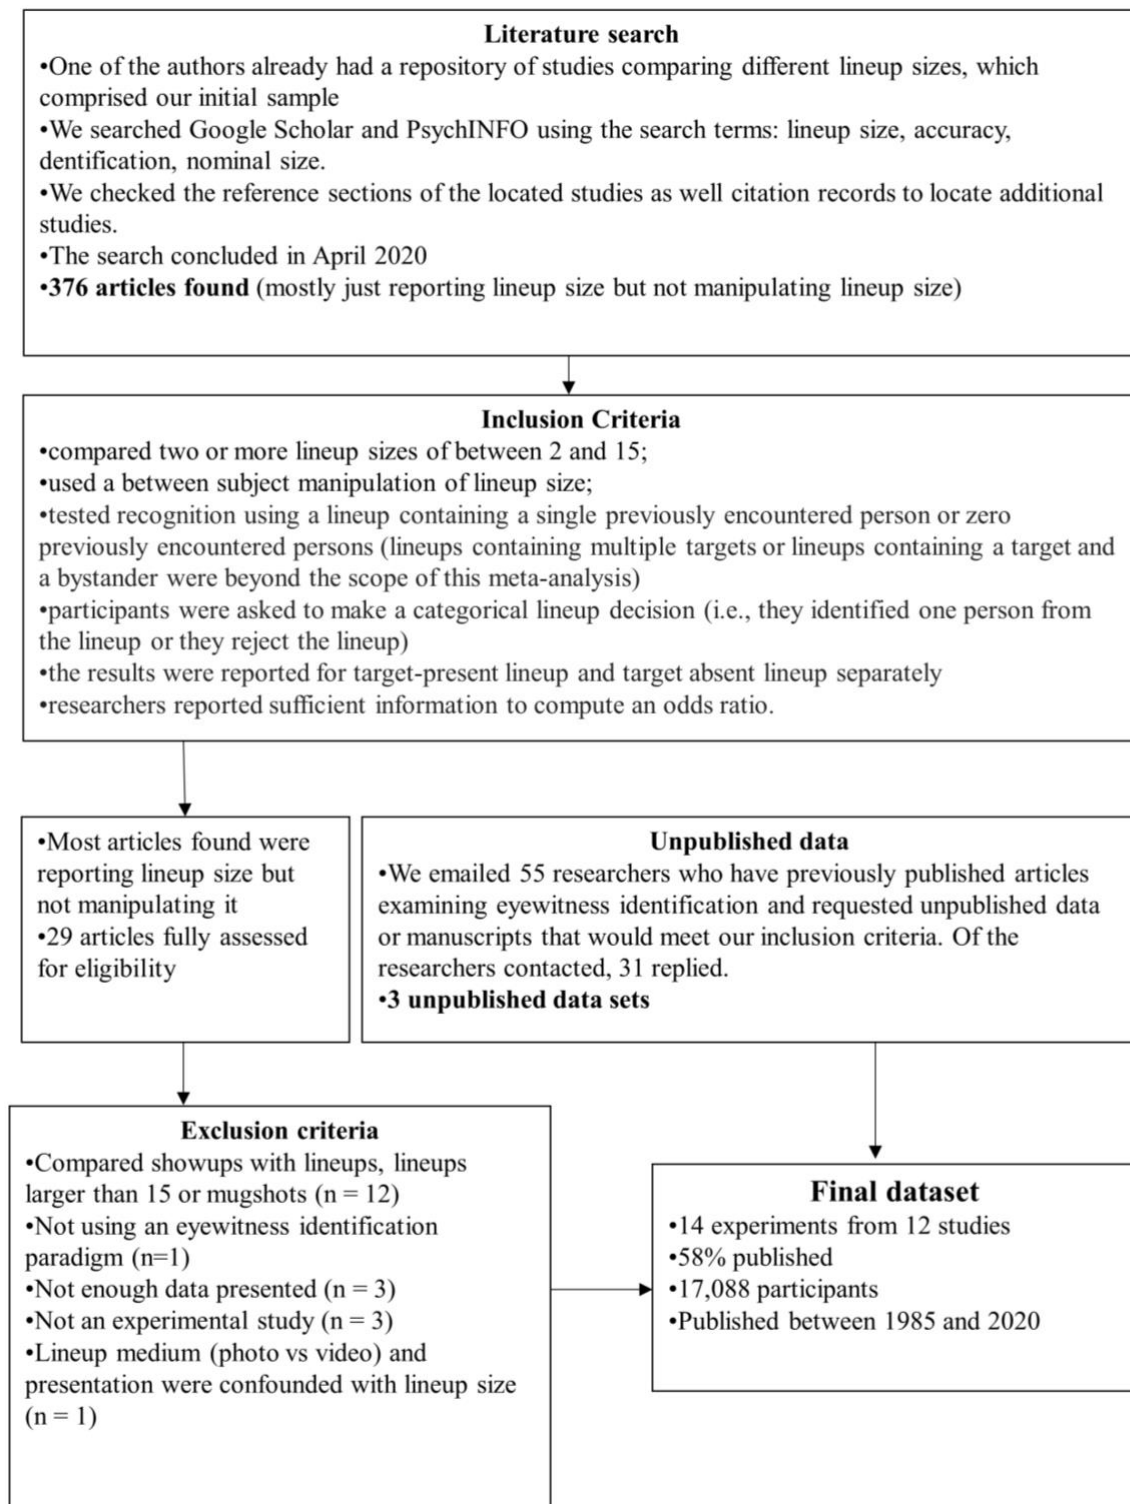 Literature search
•One of the authors already had a repository of studies comparing different lineup sizes, which
comprised our initial sample
•We searched Google Scholar and PsychINFO using the search terms: lineup size, accuracy,
dentification, nominal size.
•We checked the reference sections of the located studies as well citation records to locate additional
studies.
•The search concluded in April 2020
•376 articles found (mostly just reporting lineup size but not manipulating lineup size)
Inclusion Criteria
•compared two or more lineup sizes of between 2 and 15;
•used a between subject manipulation of lineup size;
•tested recognition using a lineup containing a single previously encountered person or zero
previously encountered persons (lineups containing multiple targets or lineups containing a target and
a bystander were beyond the scope of this meta-analysis)
•participants were asked to make a categorical lineup decision (i.e., they identified one person from
the lineup or they reject the lineup)
•the results were reported for target-present lineup and target absent lineup separately
•researchers reported sufficient information to compute an odds ratio.
•Most articles found were
reporting lineup size but
not manipulating it
•29 articles fully assessed
for eligibility
Unpublished data
•We emailed 55 researchers who have previously published articles
examining eyewitness identification and requested unpublished data
or manuscripts that would meet our inclusion criteria. Of the
researchers contacted, 31 replied.
•3 unpublished data sets
Exclusion criteria
•Compared showups with lineups, lineups
larger than 15 or mugshots (n = 12)
•Not using an eyewitness identification
paradigm (n=1)
•Not enough data presented (n = 3)
•Not an experimental study (n = 3)
•Lineup medium (photo vs video) and
presentation were confounded with lineup size
(n = 1)
Final dataset
•14 experiments from 12 studies
•58% published
•17,088 participants
•Published between 1985 and 2020